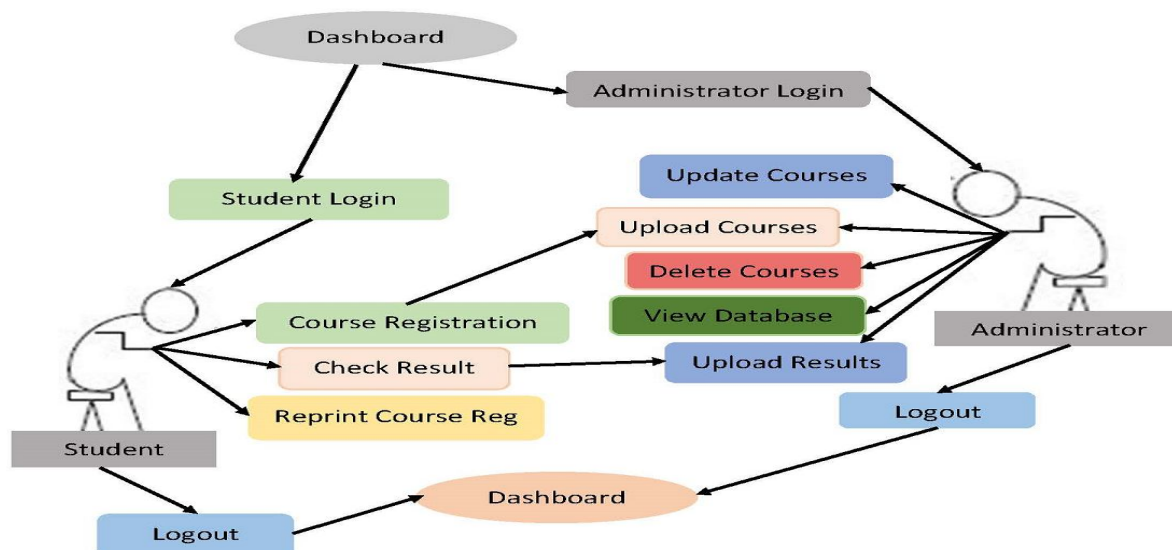 Dashboard
Administrator Login
Update Courses
Student Login
Upload Courses
Delete Courses
View Database
Course Registration
Administrator
Check Result
Upload Results
Reprint Course Reg
Logout
Student
Dashboard
Logout